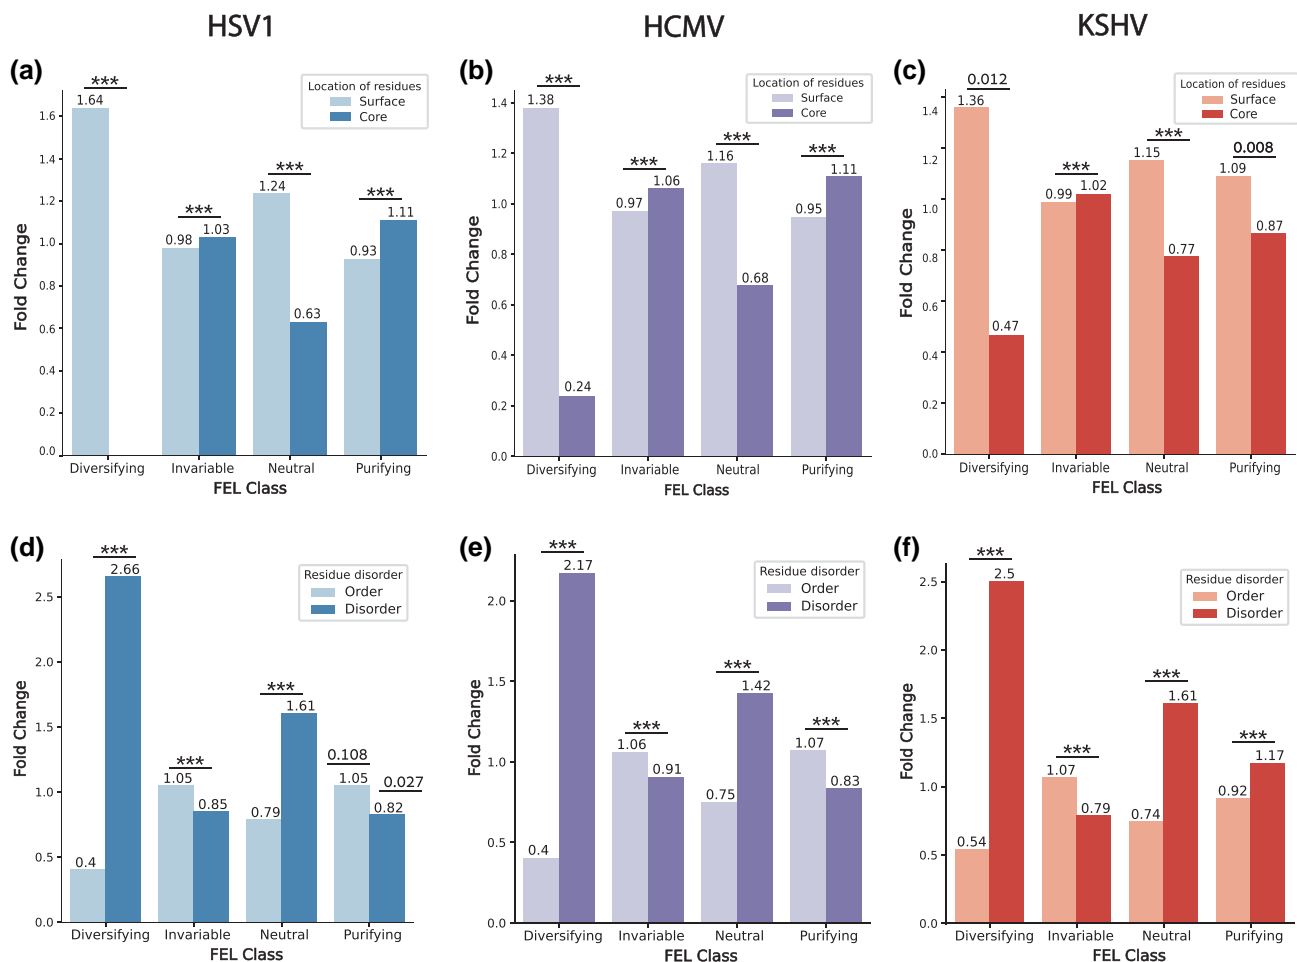 HSV1
HCMV
KSHV
(a)
***
1.64
Location of residues
Surface
Core
***
1.24
***
1.11
***
0.98
1.03
0.93
0.63
1.6
1.4
1.2
1.0
0.8
0.6
0.4
0.2
0.0
Fold Change
Diversifying Invariable Neutral Purifying
FEL Class
(b)
***
1.38
Location of residues
Surface
Core
***
1.16
***
1.11
***
1.06
0.97
0.95
0.68
0.24
1.4
1.2
1.0
0.8
0.6
0.4
0.2
0.0
Fold Change
Diversifying Invariable Neutral Purifying
FEL Class
(c)
0.012
1.36
Location of residues
Surface
Core
***
1.15
0.008
1.09
***
0.99
1.02
0.87
0.77
0.47
1.4
1.2
1.0
0.8
0.6
0.4
0.2
0.0
Fold Change
Diversifying Invariable Neutral Purifying
FEL Class
(d)
***
2.66
Residue disorder
Order
Disorder
***
1.61
0.108
1.05
0.027
0.82
***
1.05
0.85
0.79
0.4
2.5
2.0
1.5
1.0
0.5
0.0
Fold Change
Diversifying Invariable Neutral Purifying
FEL Class
(e)
***
2.17
Residue disorder
Order
Disorder
***
1.42
***
1.07
0.83
***
1.06
0.91
0.75
0.4
2.0
1.5
1.0
0.5
0.0
Fold Change
Diversifying Invariable Neutral Purifying
FEL Class
(f)
***
2.5
Residue disorder
Order
Disorder
***
1.61
***
1.17
0.92
***
1.07
0.79
0.74
0.54
2.5
2.0
1.5
1.0
0.5
0.0
Fold Change
Diversifying Invariable Neutral Purifying
FEL Class